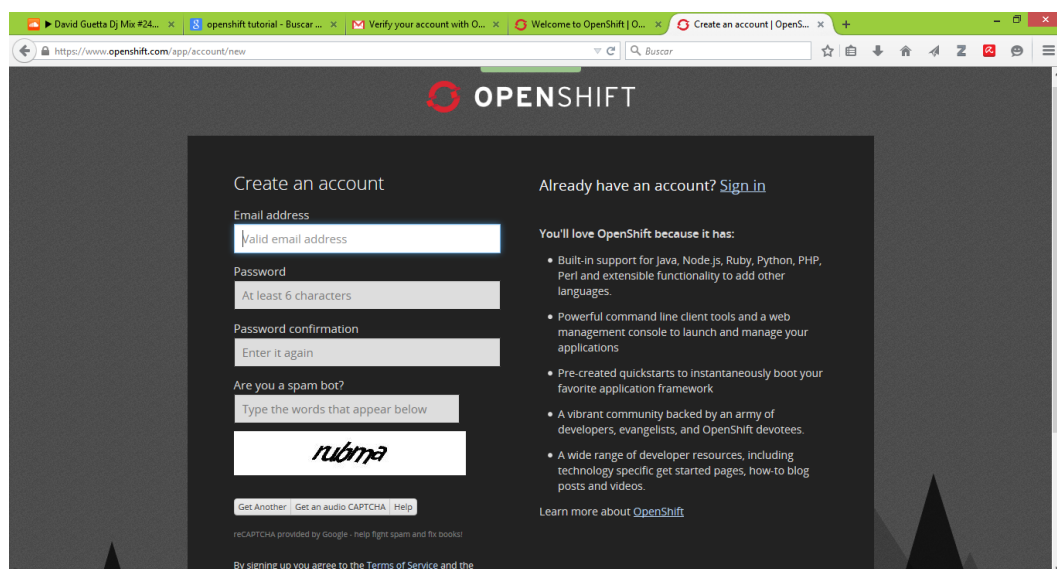 ▶ David Guetta Dj Mix #24...
openshift tutorial - Buscar ...
Verify your account with O...
Welcome to OpenShift | O...
Create an account | OpenS...
https://www.openshift.com/app/account/new
Buscar
OPENSHIFT
Create an account
Email address
Valid email address
Password
At least 6 characters
Password confirmation
Enter it again
Are you a spam bot?
Type the words that appear below
rubma
Get Another Get an audio CAPTCHA Help
reCAPTCHA provided by Google - help fight spam and fix books!
By signing up you agree to the Terms of Service and the
Already have an account? Sign in
You'll love OpenShift because it has:
• Built-in support for Java, Node.js, Ruby, Python, PHP,
Perl and extensible functionality to add other
languages.
• Powerful command line client tools and a web
management console to launch and manage your
applications
• Pre-created quickstarts to instantaneously boot your
favorite application framework
• A vibrant community backed by an army of
developers, evangelists, and OpenShift devotees.
• A wide range of developer resources, including
technology specific get started pages, how-to blog
posts and videos.
Learn more about OpenShift